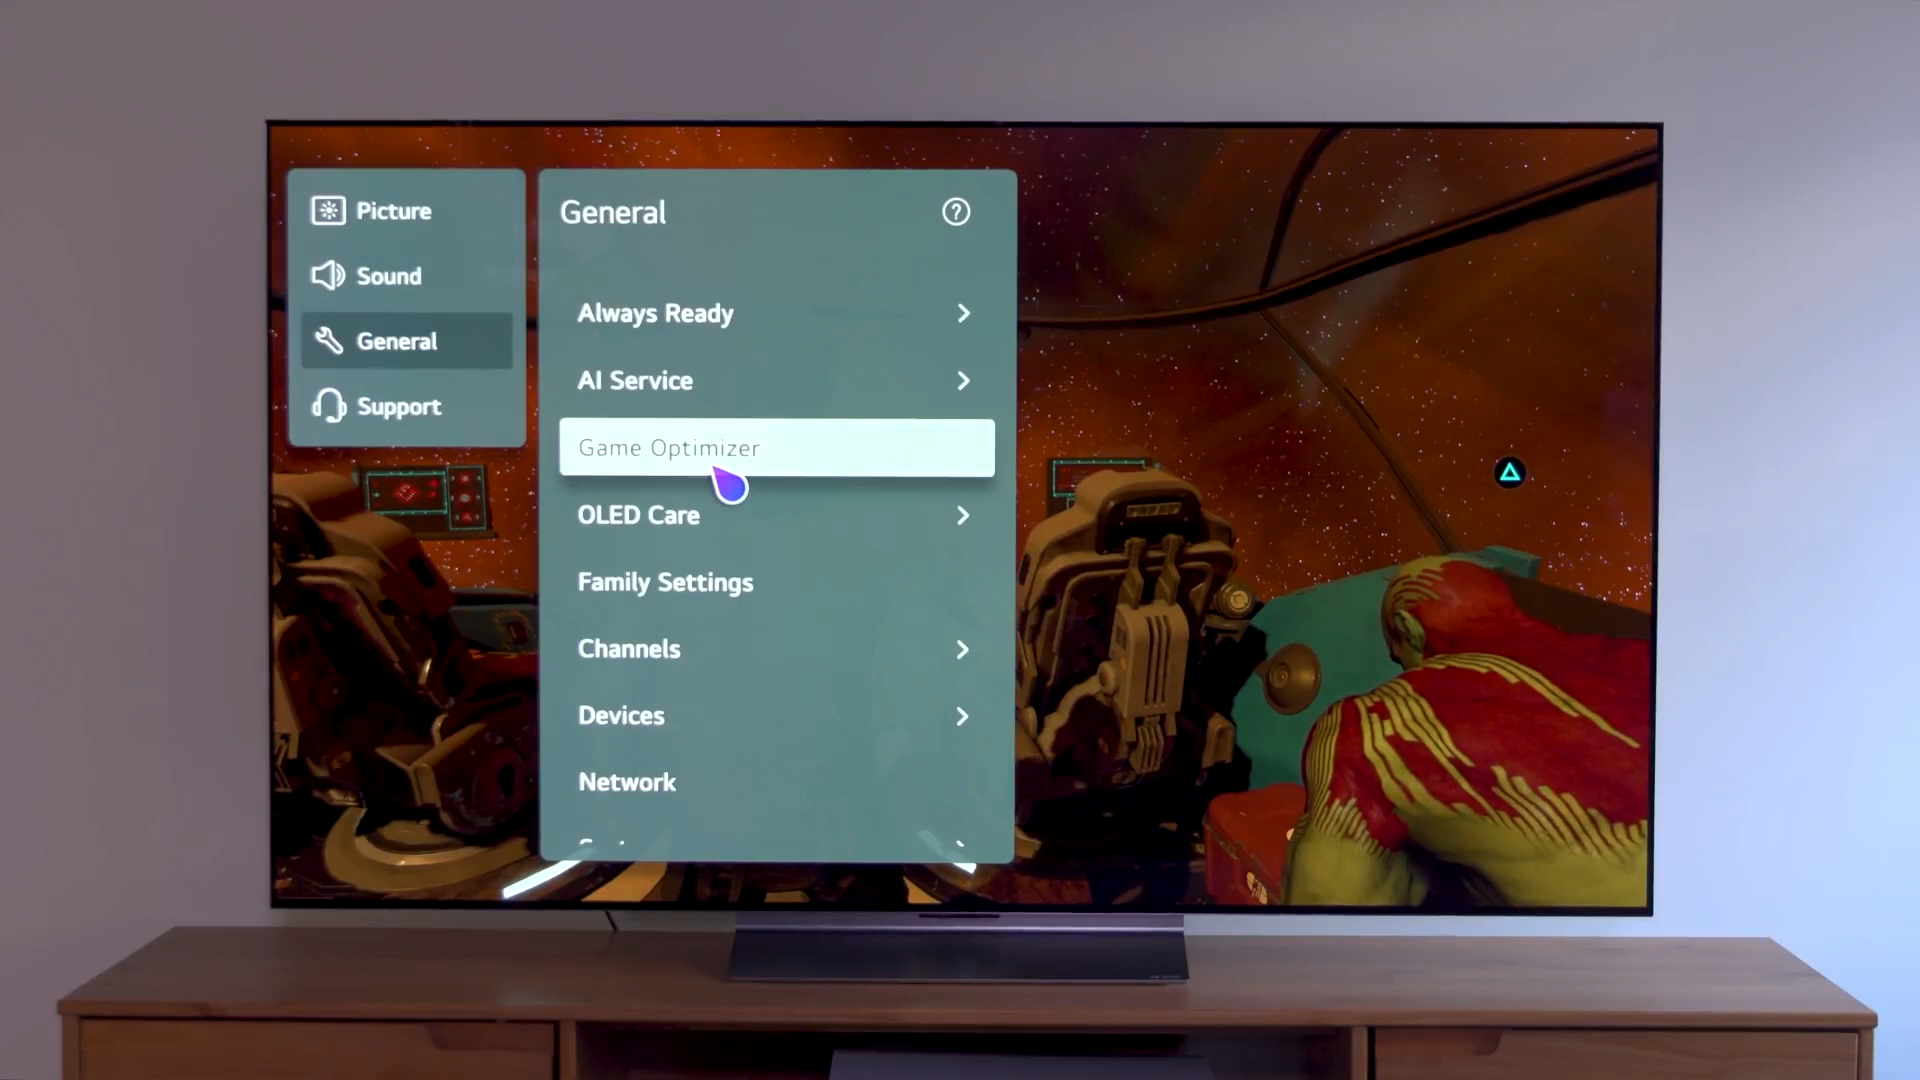 Picture
Sound
General
Support
General
Always Ready
AI Service
Game Optimizer
OLED Care
Family Settings
Channels
Devices
Network